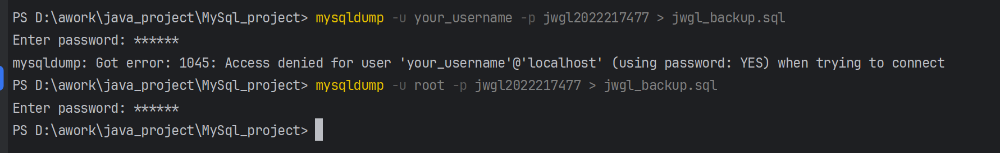 PS D:\awork\java_project\MySql_project> mysqldump -u your_username -p jwgl2022217477 > jwgl_backup.sql
Enter password: ******
mysqldump: Got error: 1045: Access denied for user 'your_username'@'localhost' (using password: YES) when trying to connect
PS D:\awork\java_project\MySql_project> mysqldump -u root -p jwgl2022217477 > jwgl_backup.sql
Enter password: ******
PS D:\awork\java_project\MySql_project>